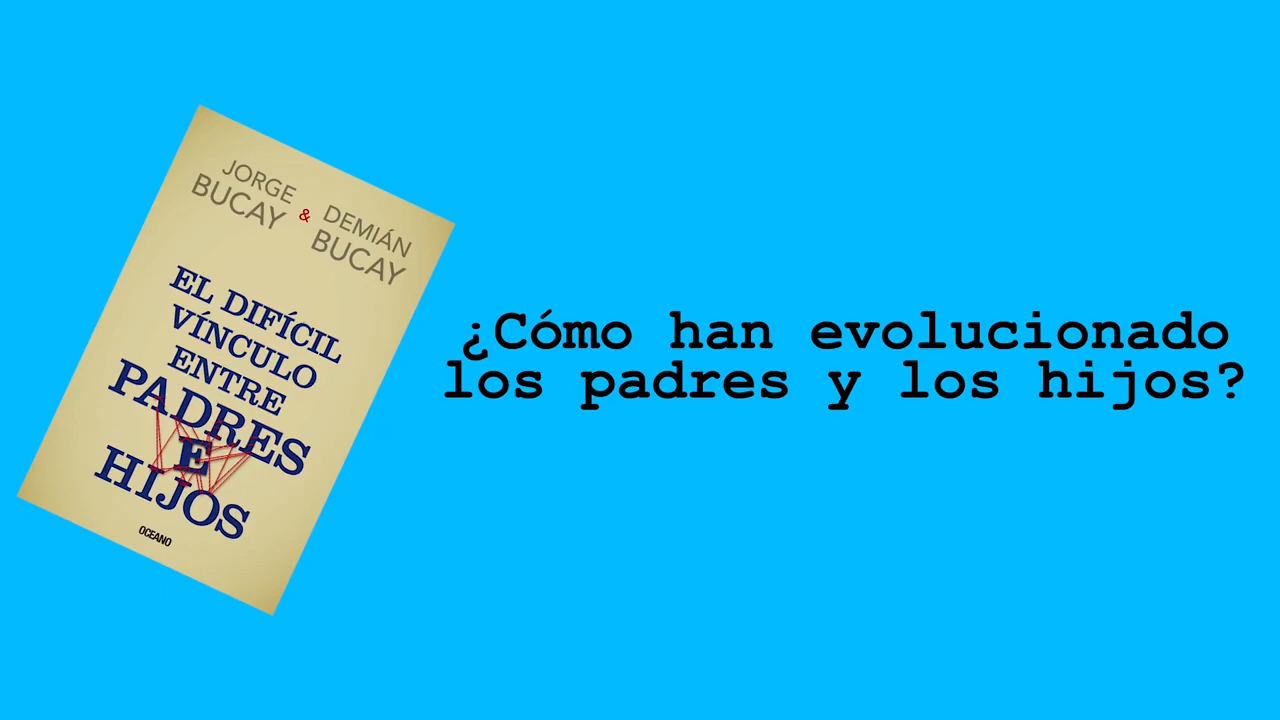 JORGE
BUCAY
&
DEMIÁN
BUCAY
EL DIFÍCIL
VÍNCULO
ENTRE
PADRES
E
HIJOS
OCEANO
¿Cómo han evolucionado
los padres y los hijos?